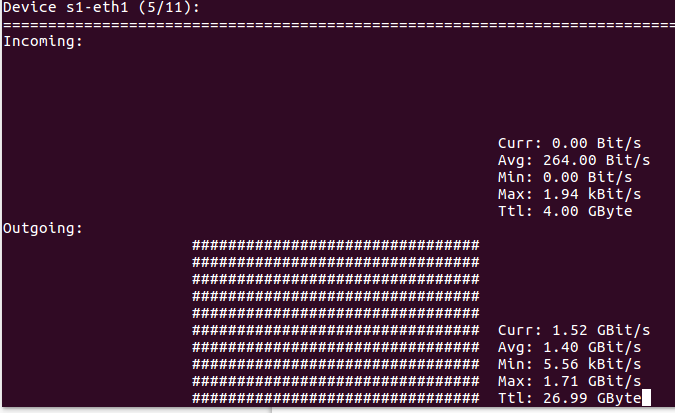 Device s1-eth1 (5/11):
===========================================================================
Incoming:
Curr: 0.00 Bit/s
Avg: 264.00 Bit/s
Min: 0.00 Bit/s
Max: 1.94 kBit/s
Ttl: 4.00 GByte
Outgoing:
################################
################################
################################
################################
################################
################################ Curr: 1.52 GBit/s
################################ Avg: 1.40 GBit/s
################################ Min: 5.56 kBit/s
################################ Max: 1.71 GBit/s
################################ Ttl: 26.99 GByte